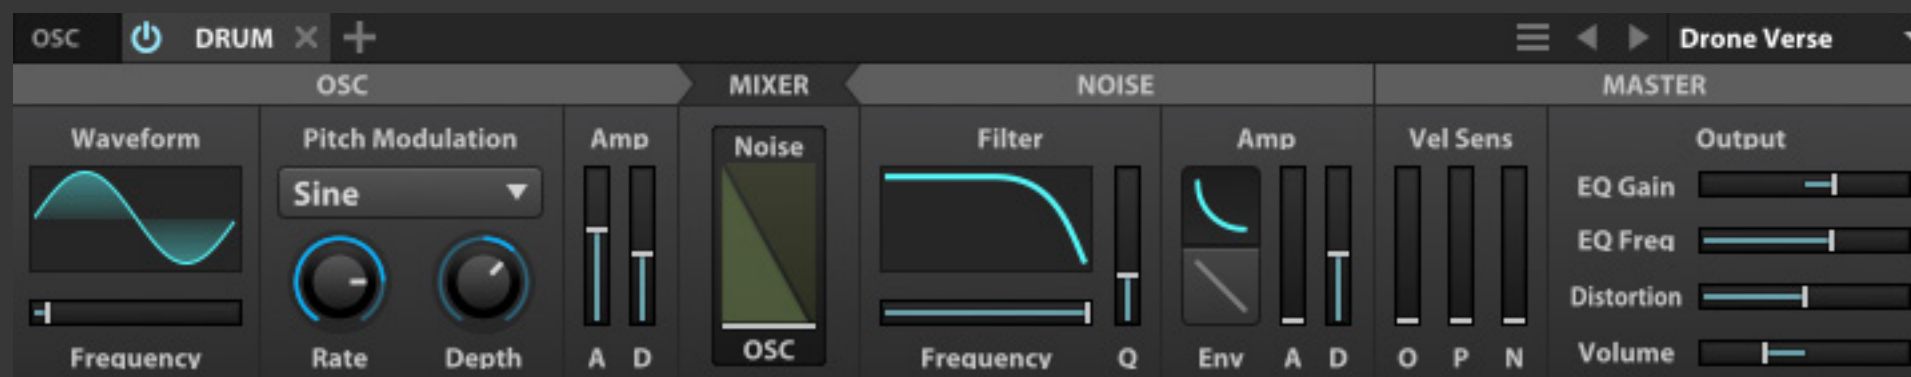 OSC DRUM Drone Verse
OSC MIXER NOISE MASTER
Waveform Pitch Modulation Amp Noise Filter Amp Vel Sens Output
Sine
EQ Gain
EQ Freq
Distortion
Volume
Frequency Rate Depth A D OSC Frequency Q Env A D O P N